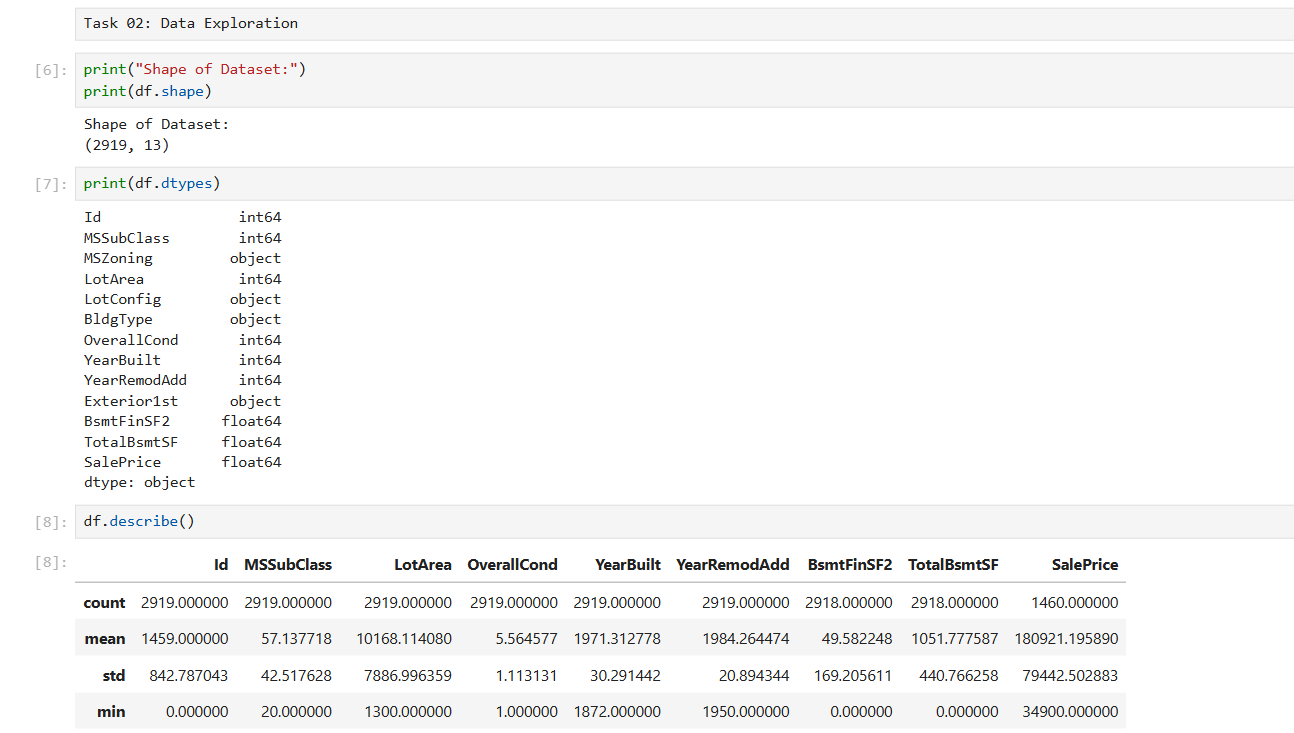 Task 02: Data Exploration
[6]: print("Shape of Dataset:")
print(df.shape)
Shape of Dataset:
(2919, 13)
[7]: print(df.dtypes)
Id int64
MSSubClass int64
MSZoning object
LotArea int64
LotConfig object
BldgType object
OverallCond int64
YearBuilt int64
YearRemodAdd int64
Exterior1st object
BsmtFinSF2 float64
TotalBsmtSF float64
SalePrice float64
dtype: object
[8]: df.describe()
[8]:
Id MSSubClass LotArea OverallCond YearBuilt YearRemodAdd BsmtFinSF2 TotalBsmtSF SalePrice
count 2919.000000 2919.000000 2919.000000 2919.000000 2919.000000 2919.000000 2918.000000 2918.000000 1460.000000
mean 1459.000000 57.137718 10168.114080 5.564577 1971.312778 1984.264474 49.582248 1051.777587 180921.195890
std 842.787043 42.517628 7886.996359 1.113131 30.291442 20.894344 169.205611 440.766258 79442.502883
min 0.000000 20.000000 1300.000000 1.000000 1872.000000 1950.000000 0.000000 0.000000 34900.000000